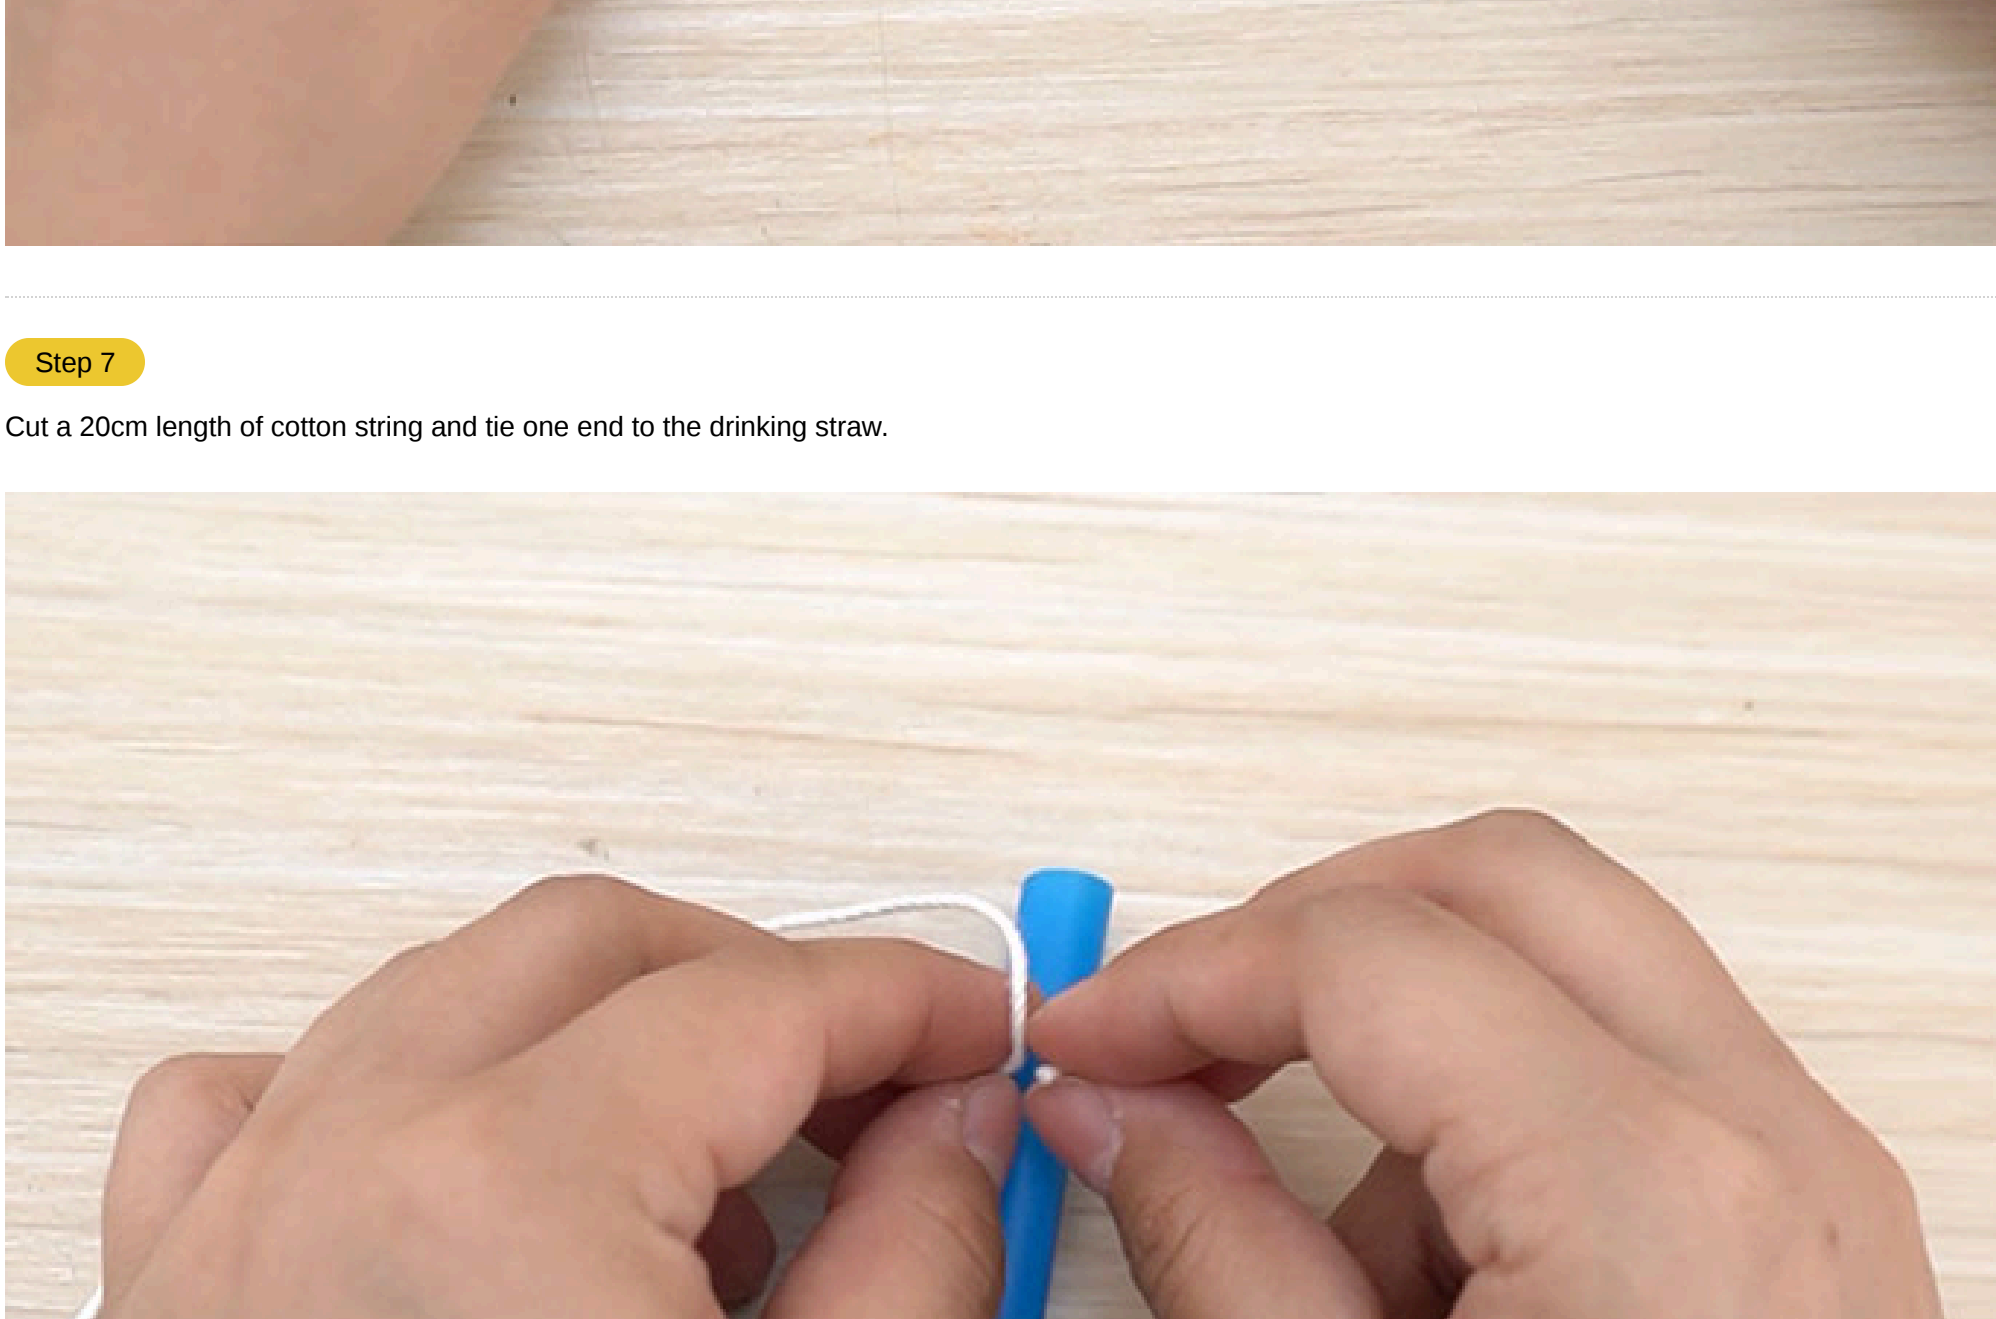 Step 7
Cut a 20cm length of cotton string and tie one end to the drinking straw.